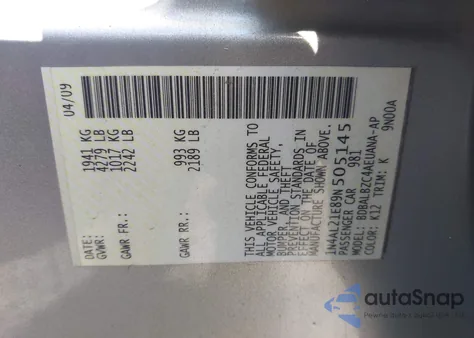 DATE: 04/09
GVWR: 1941 KG
4279 LB
GAWR FR: 1017 KG
2242 LB
GAWR RR: 993 KG
2189 LB
THIS VEHICLE CONFORMS TO
ALL APPLICABLE FEDERAL
MOTOR VEHICLE SAFETY,
BUMPER, AND THEFT
PREVENTION STANDARDS IN
EFFECT ON THE DATE OF
MANUFACTURE SHOWN ABOVE.
1N4AL21E89N505145
PASSENGER CAR 981
MODEL: BDBALBZC4AEUANA-AP
COLOR: K12 TRIM: K 9N00A
autoSnap